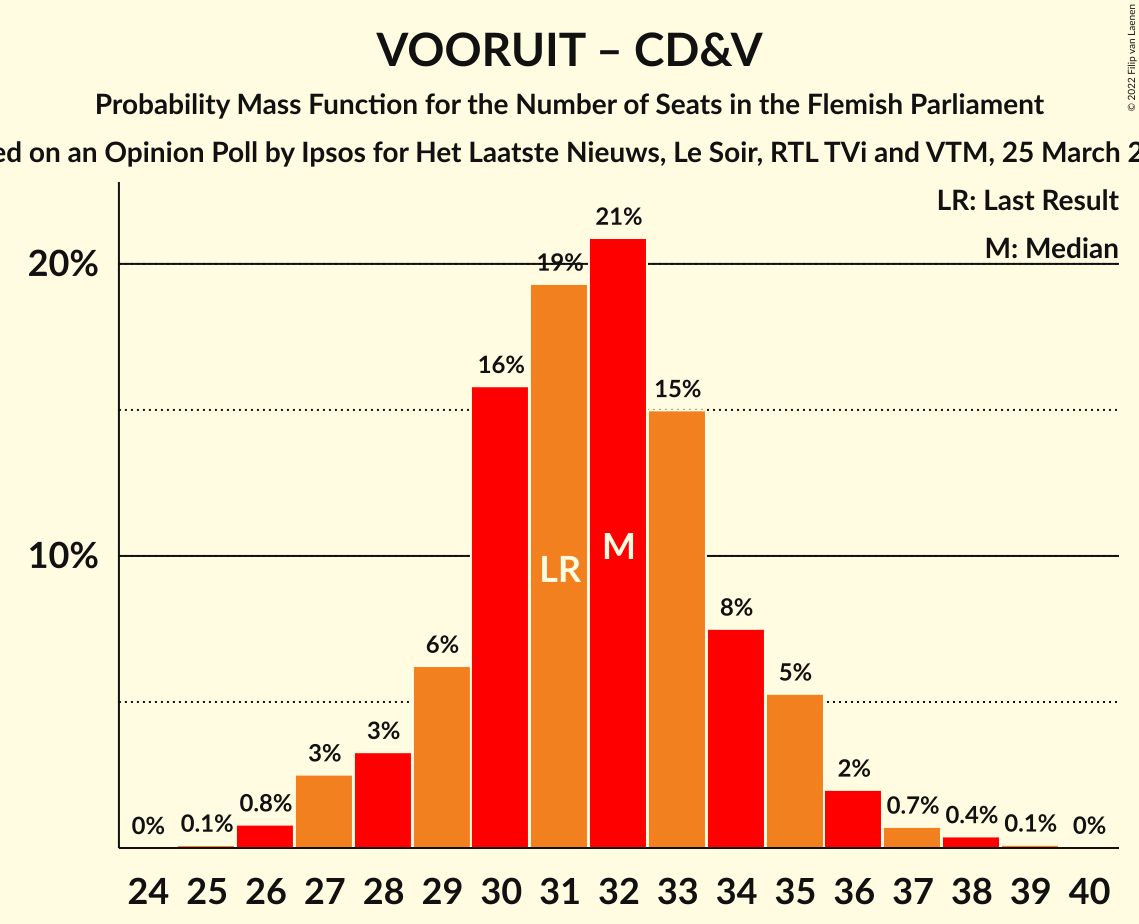 VOORUIT – CD&V
Probability Mass Function for the Number of Seats in the Flemish Parliament
on an Opinion Poll by Ipsos for Het Laatste Nieuws, Le Soir, RTL TVi and VTM, 25 March
© 2022 Filip van Laenen
LR: Last Result
M: Median
20%
10%
0%
0.1%
0.8%
3%
3%
6%
16%
19%
21%
15%
8%
5%
2%
0.7%
0.4%
0.1%
0%
LR
M
24 25 26 27 28 29 30 31 32 33 34 35 36 37 38 39 40